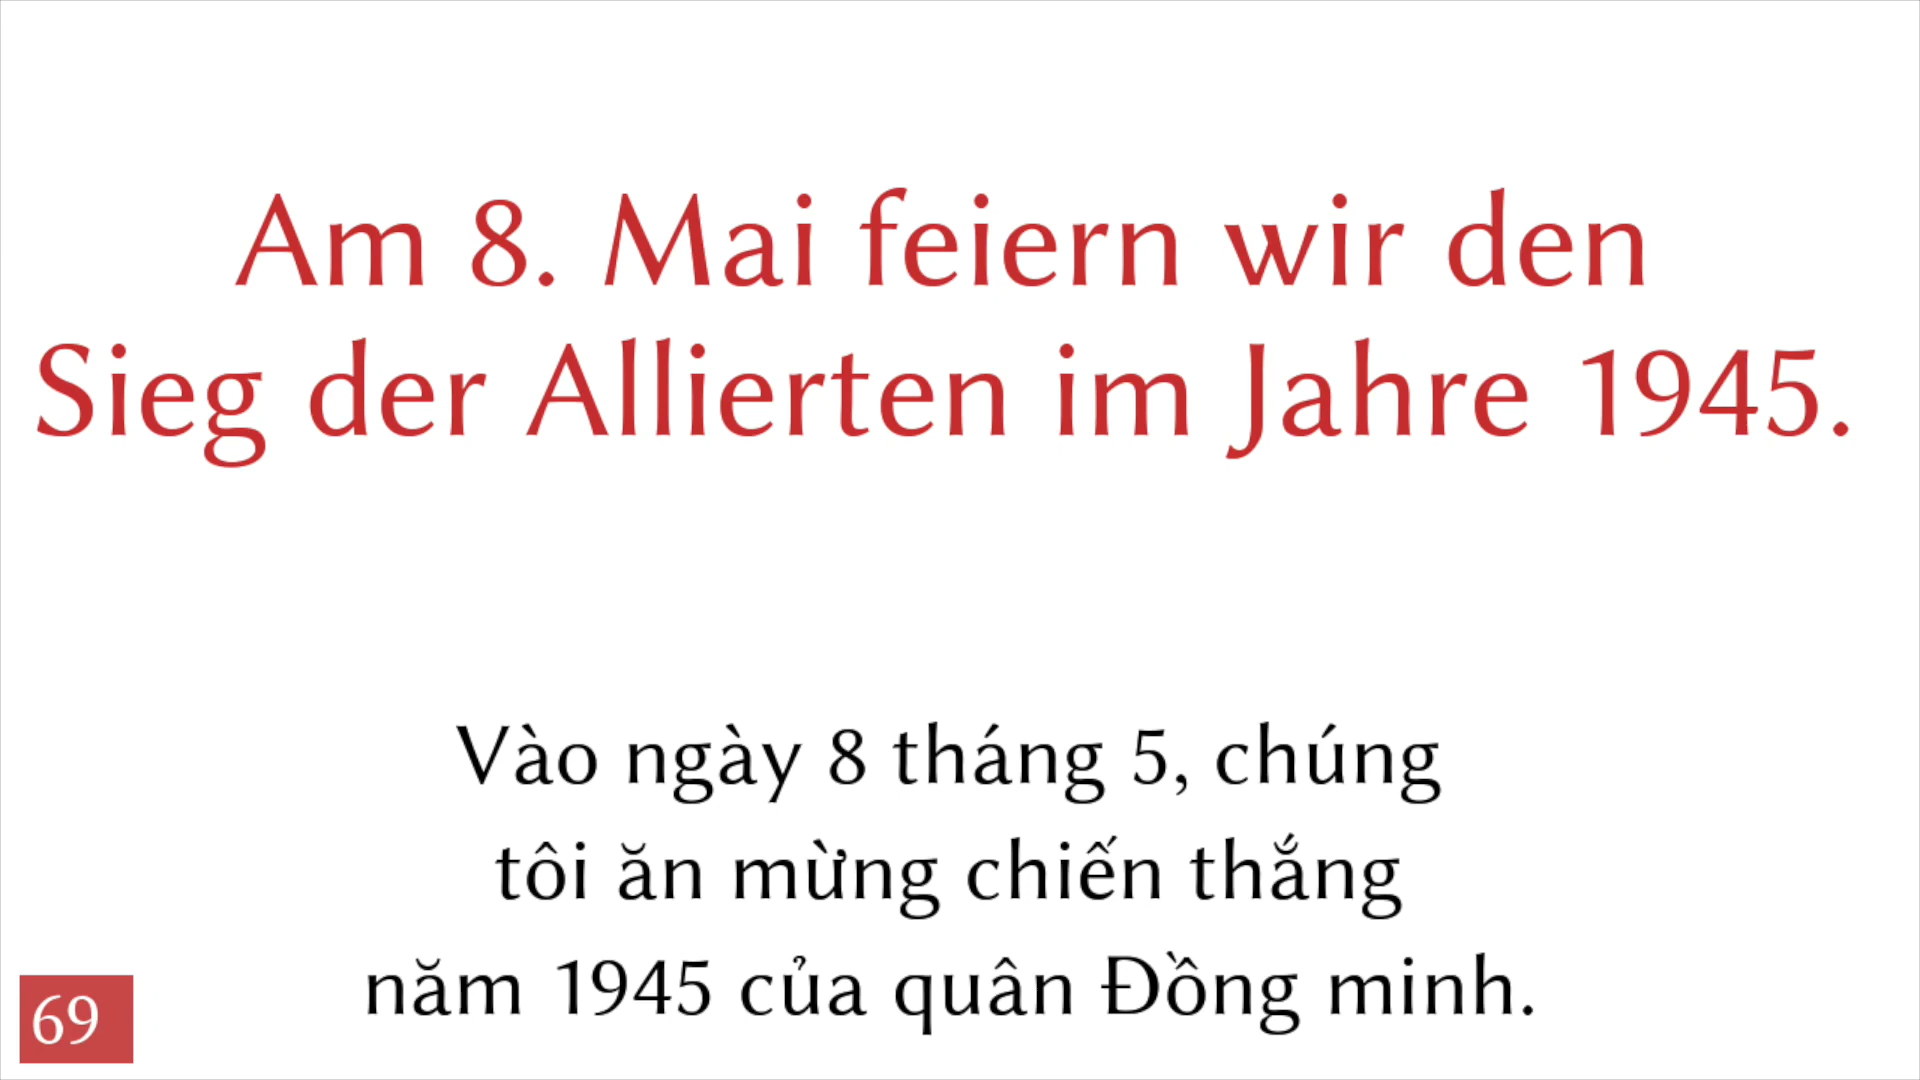 Am 8. Mai feiern wir den
Sieg der Allierten im Jahre 1945.
Vào ngày 8 tháng 5, chúng
tôi ăn mừng chiến thắng
năm 1945 của quân Đồng minh.
69